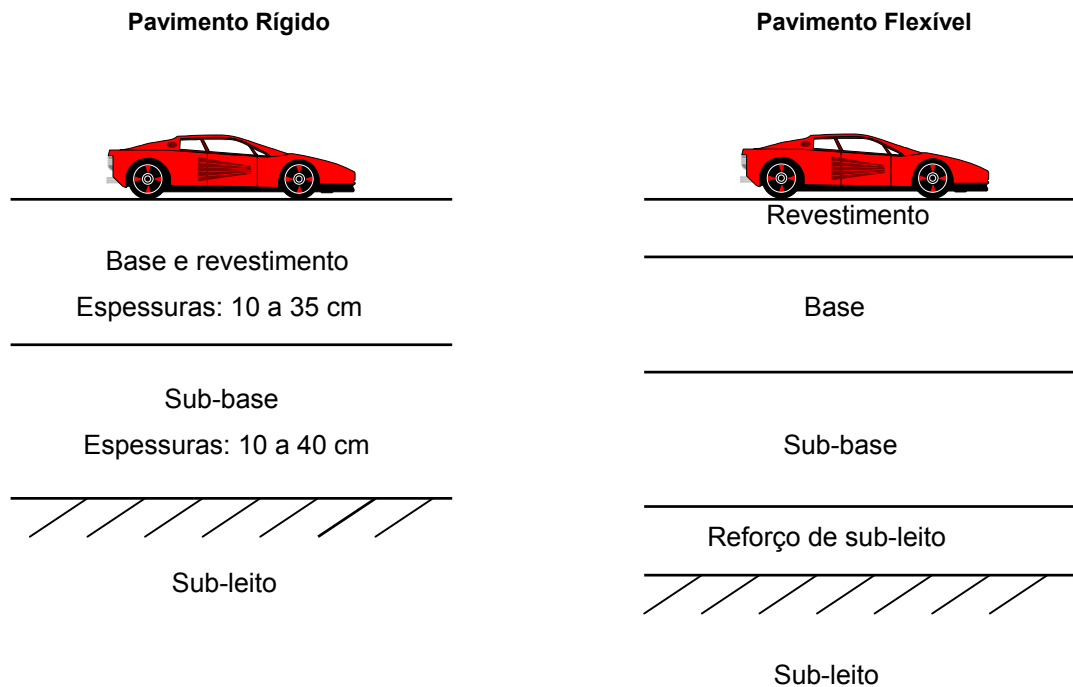 Pavimento Rígido
Base e revestimento
Espessuras: 10 a 35 cm
Sub-base
Espessuras: 10 a 40 cm
Sub-leito
Pavimento Flexível
Revestimento
Base
Sub-base
Reforço de sub-leito
Sub-leito